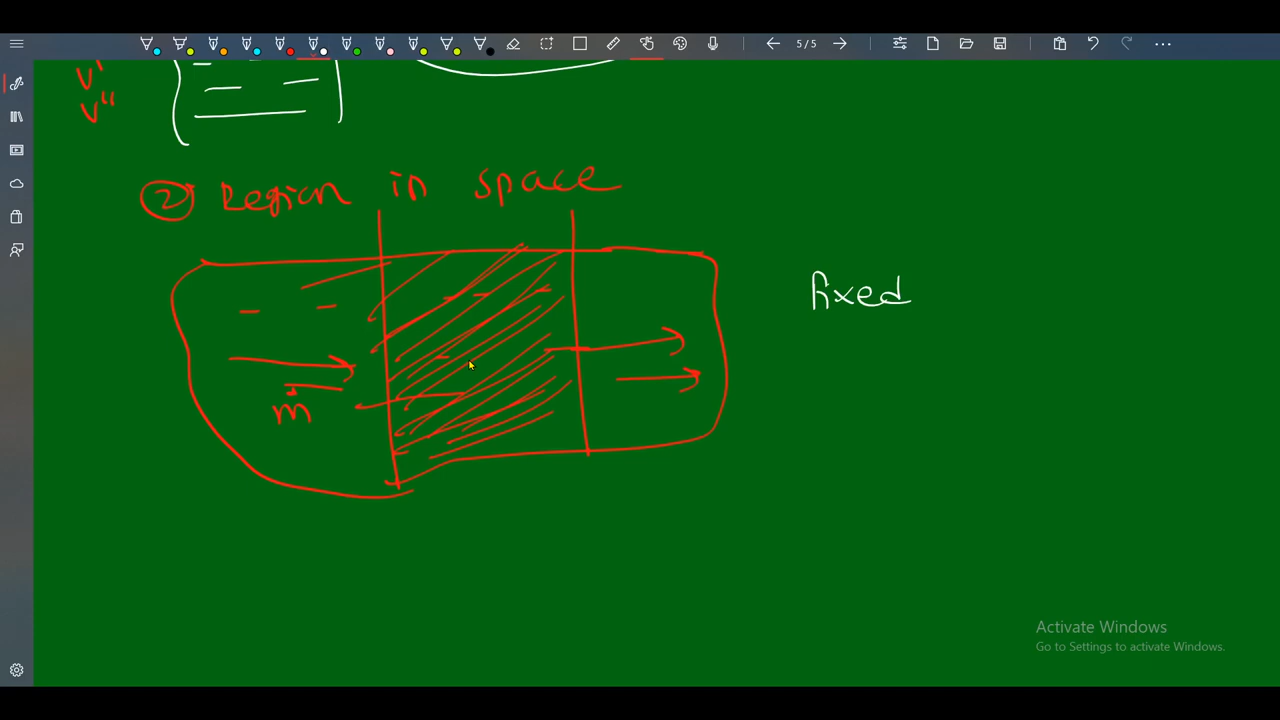 5/5
V'
V"
② Region in space
fixed
ṁ
Activate Windows
Go to Settings to activate Windows.